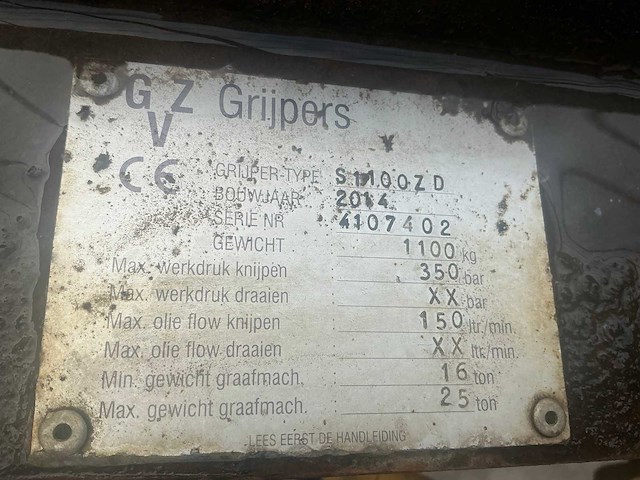 GVZ Grijpers
CE GRIJPER-TYPE S1100ZD
BOUWJAAR 2014
SERIE NR 4107402
GEWICHT 1100 kg
Max. werkdruk knijpen 350 bar
Max. werkdruk draaien XX bar
Max. olie flow knijpen 150 ltr./min.
Max. olie flow draaien XX ltr./min.
Min. gewicht graafmach. 16 ton
Max. gewicht graafmach. 25 ton
LEES EERST DE HANDLEIDING